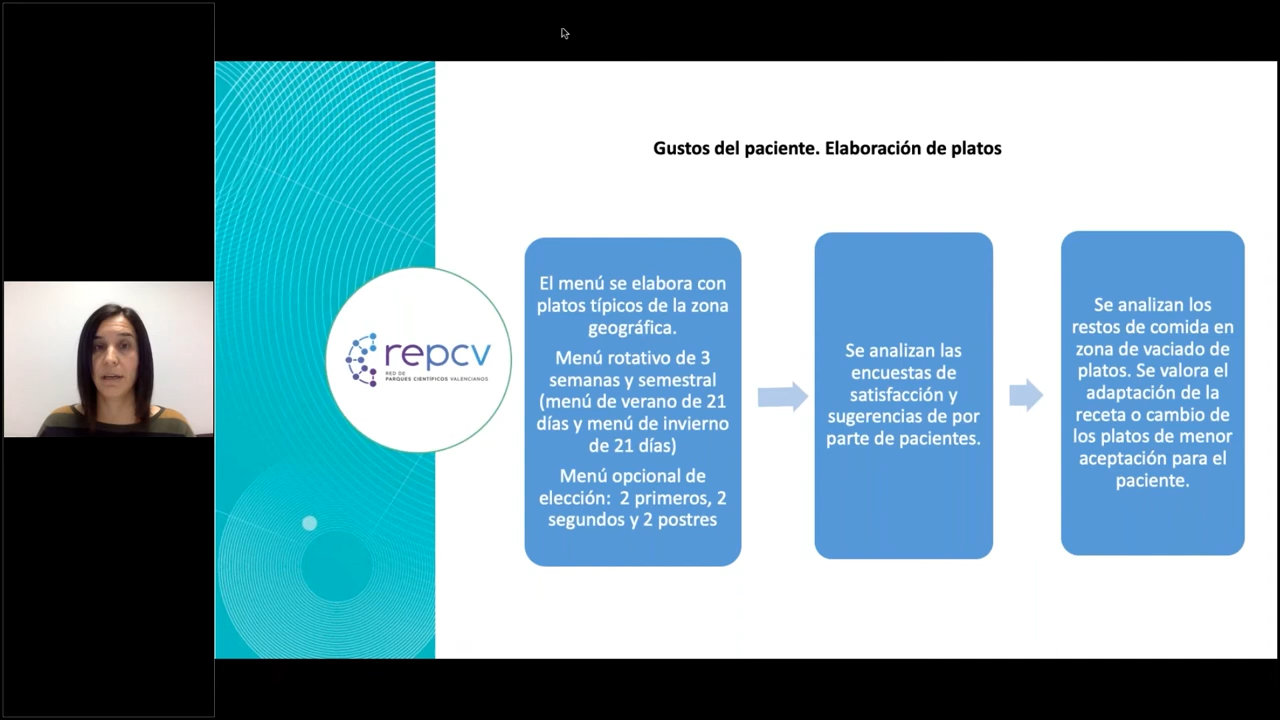 Gustos del paciente. Elaboración de platos
repcv
RED DE
PARQUES CIENTÍFICOS VALENCIANOS
El menú se elabora con
platos típicos de la zona
geográfica.
Menú rotativo de 3
semanas y semestral
(menú de verano de 21
días y menú de invierno
de 21 días)
Menú opcional de
elección:  2 primeros, 2
segundos y 2 postres
Se analizan las
encuestas de
satisfacción y
sugerencias de por
parte de pacientes.
Se analizan los
restos de comida en
zona de vaciado de
platos. Se valora el
adaptación de la
receta o cambio de
los platos de menor
aceptación para el
paciente.